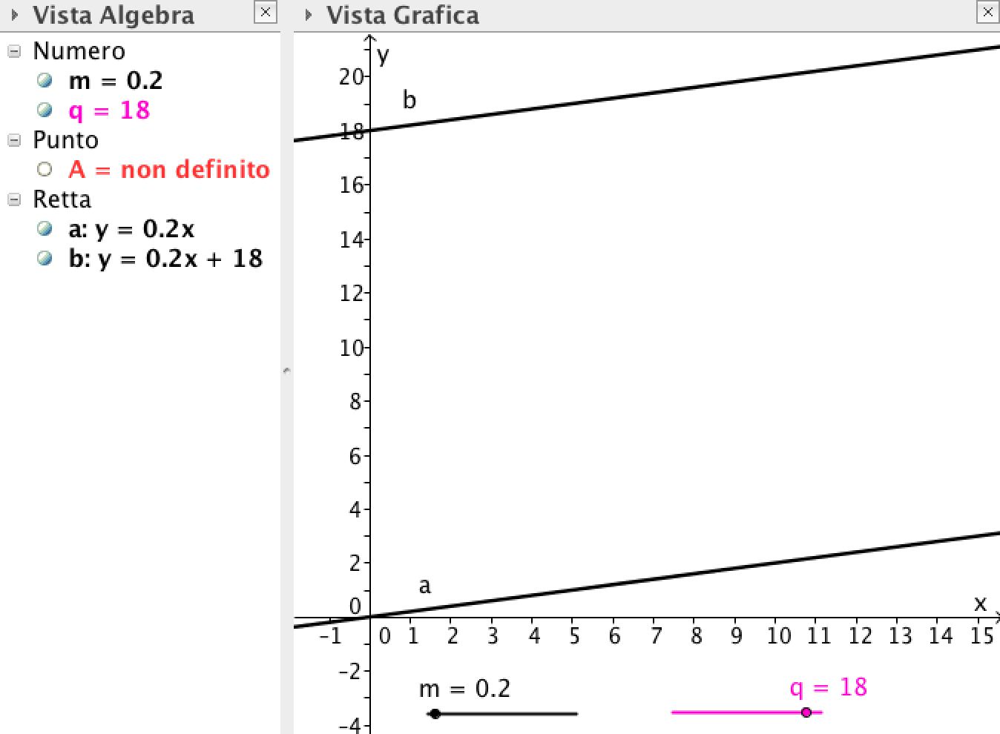 Vista Algebra
Numero
m = 0.2
q = 18
Punto
A = non definito
Retta
a: y = 0.2x
b: y = 0.2x + 18
Vista Grafica
y
20
b
18
16
14
12
10
8
6
4
2
a
0
x
-1 0 1 2 3 4 5 6 7 8 9 10 11 12 13 14 15
-2
m = 0.2
q = 18
-4